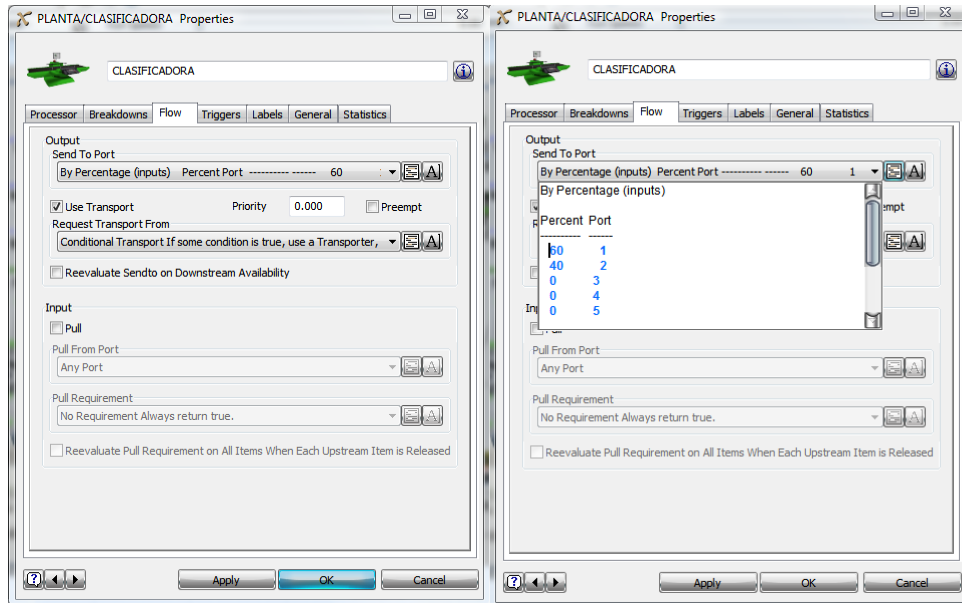 PLANTA/CLASIFICADORA Properties
CLASIFICADORA
Processor Breakdowns Flow Triggers Labels General Statistics
Output
Send To Port
By Percentage (inputs) Percent Port ---------- ------ 60
Use Transport Priority 0.000 Preempt
Request Transport From
Conditional Transport If some condition is true, use a Transporter,
Reevaluate Sendto on Downstream Availability
Input
Pull
Pull From Port
Any Port
Pull Requirement
No Requirement Always return true.
Reevaluate Pull Requirement on All Items When Each Upstream Item is Released
Apply OK Cancel
PLANTA/CLASIFICADORA Properties
CLASIFICADORA
Processor Breakdowns Flow Triggers Labels General Statistics
Output
Send To Port
By Percentage (inputs) Percent Port ---------- ------ 60 1
By Percentage (inputs)
Percent Port
---------- ------
60 1
40 2
0 3
0 4
0 5
Pull From Port
Any Port
Pull Requirement
No Requirement Always return true.
Reevaluate Pull Requirement on All Items When Each Upstream Item is Released
Apply OK Cancel